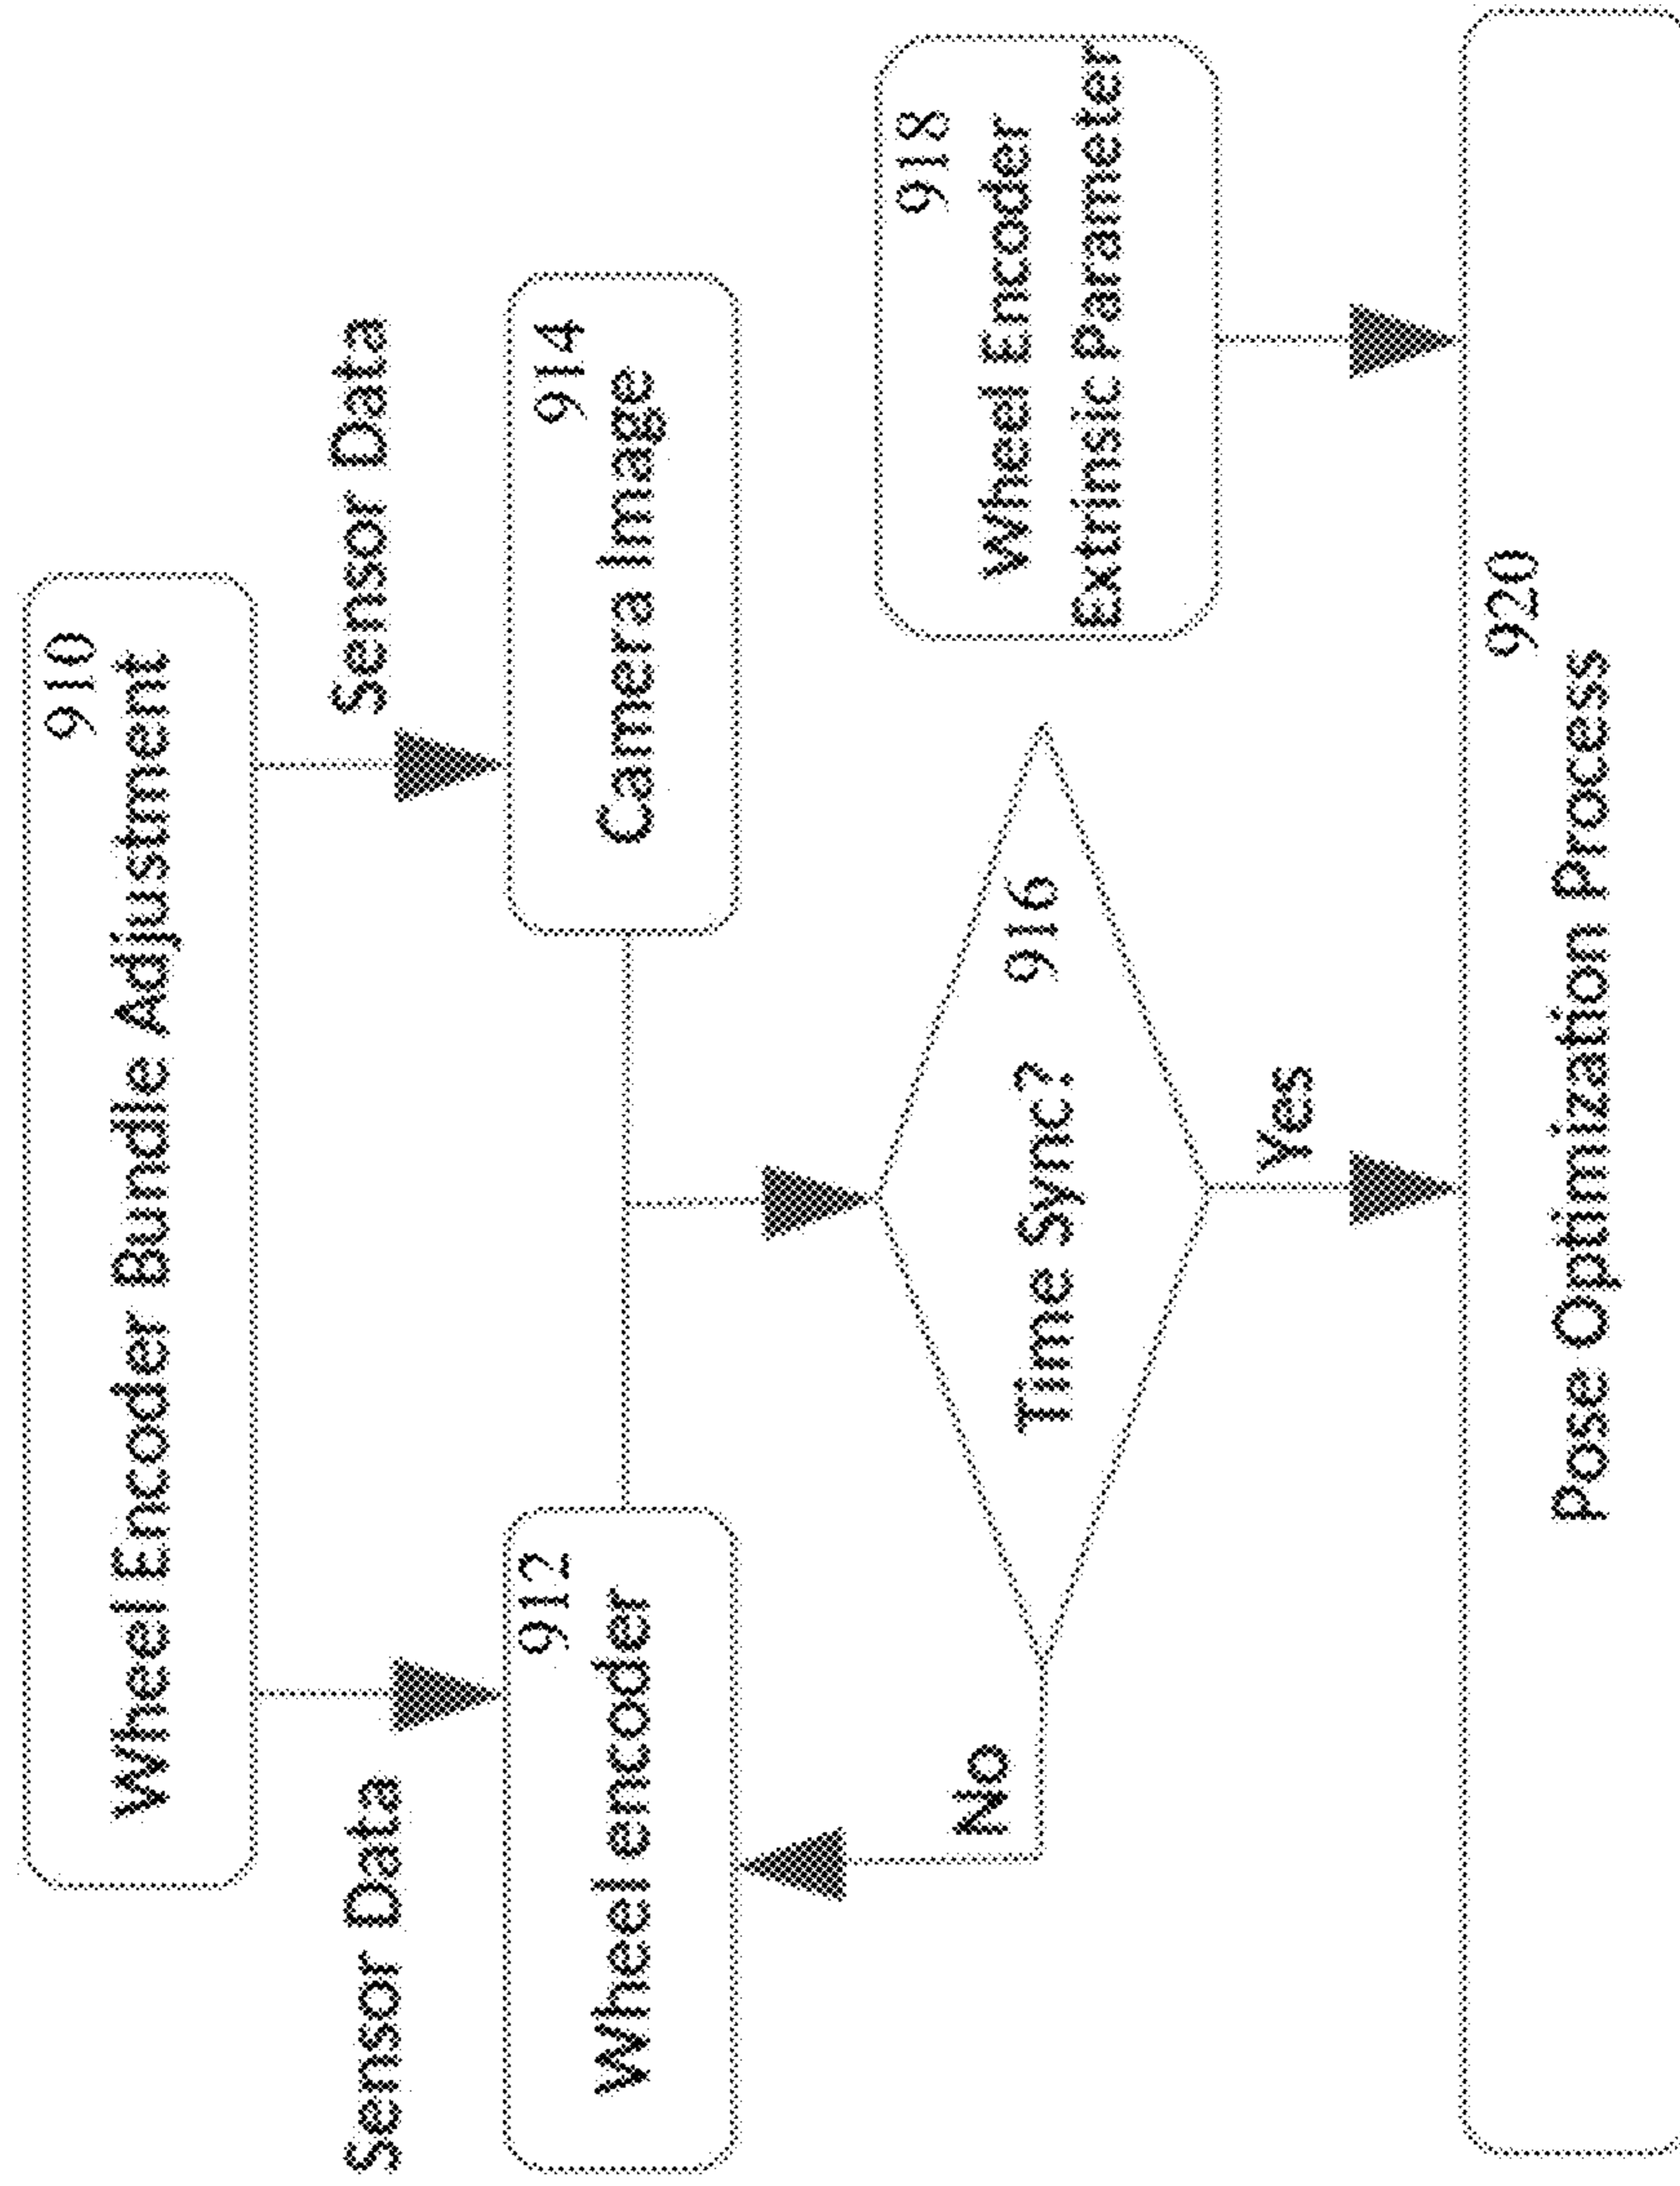 910
Wheel Encoder Bundle Adjustment
Sensor Data
Sensor Data
912
Wheel encoder
914
Camera Image
No
Time Sync?
916
918
Wheel Encoder
Extrinsic Parameter
Yes
920
Pose Optimization Process